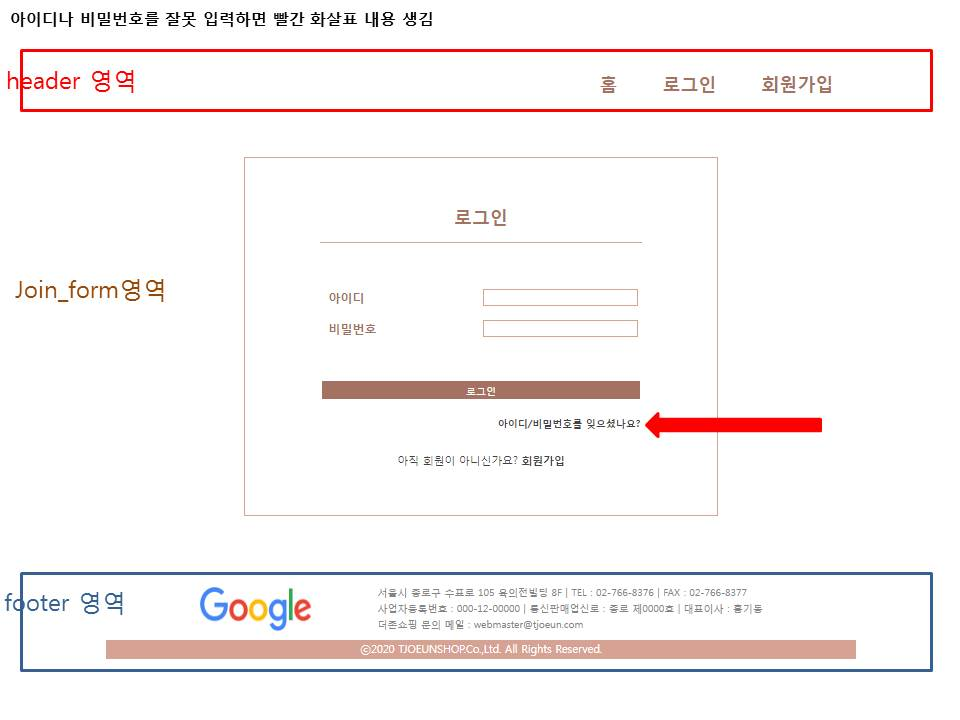 아이디나 비밀번호를 잘못 입력하면 빨간 화살표 내용 생김
header 영역
홈 로그인 회원가입
로그인
Join_form영역
아이디
비밀번호
로그인
아이디/비밀번호를 잊으셨나요?
아직 회원이 아니신가요? 회원가입
footer 영역
Google
서울시 종로구 수표로 105 육의전빌딩 8F | TEL : 02-766-8376 | FAX : 02-766-8377
사업자등록번호 : 000-12-00000 | 통신판매업신로 : 종로 제0000호 | 대표이사 : 홍기동
더존쇼핑 문의 메일 : webmaster@tjoeun.com
ⓒ2020 TJOEUNSHOP.Co.,Ltd. All Rights Reserved.